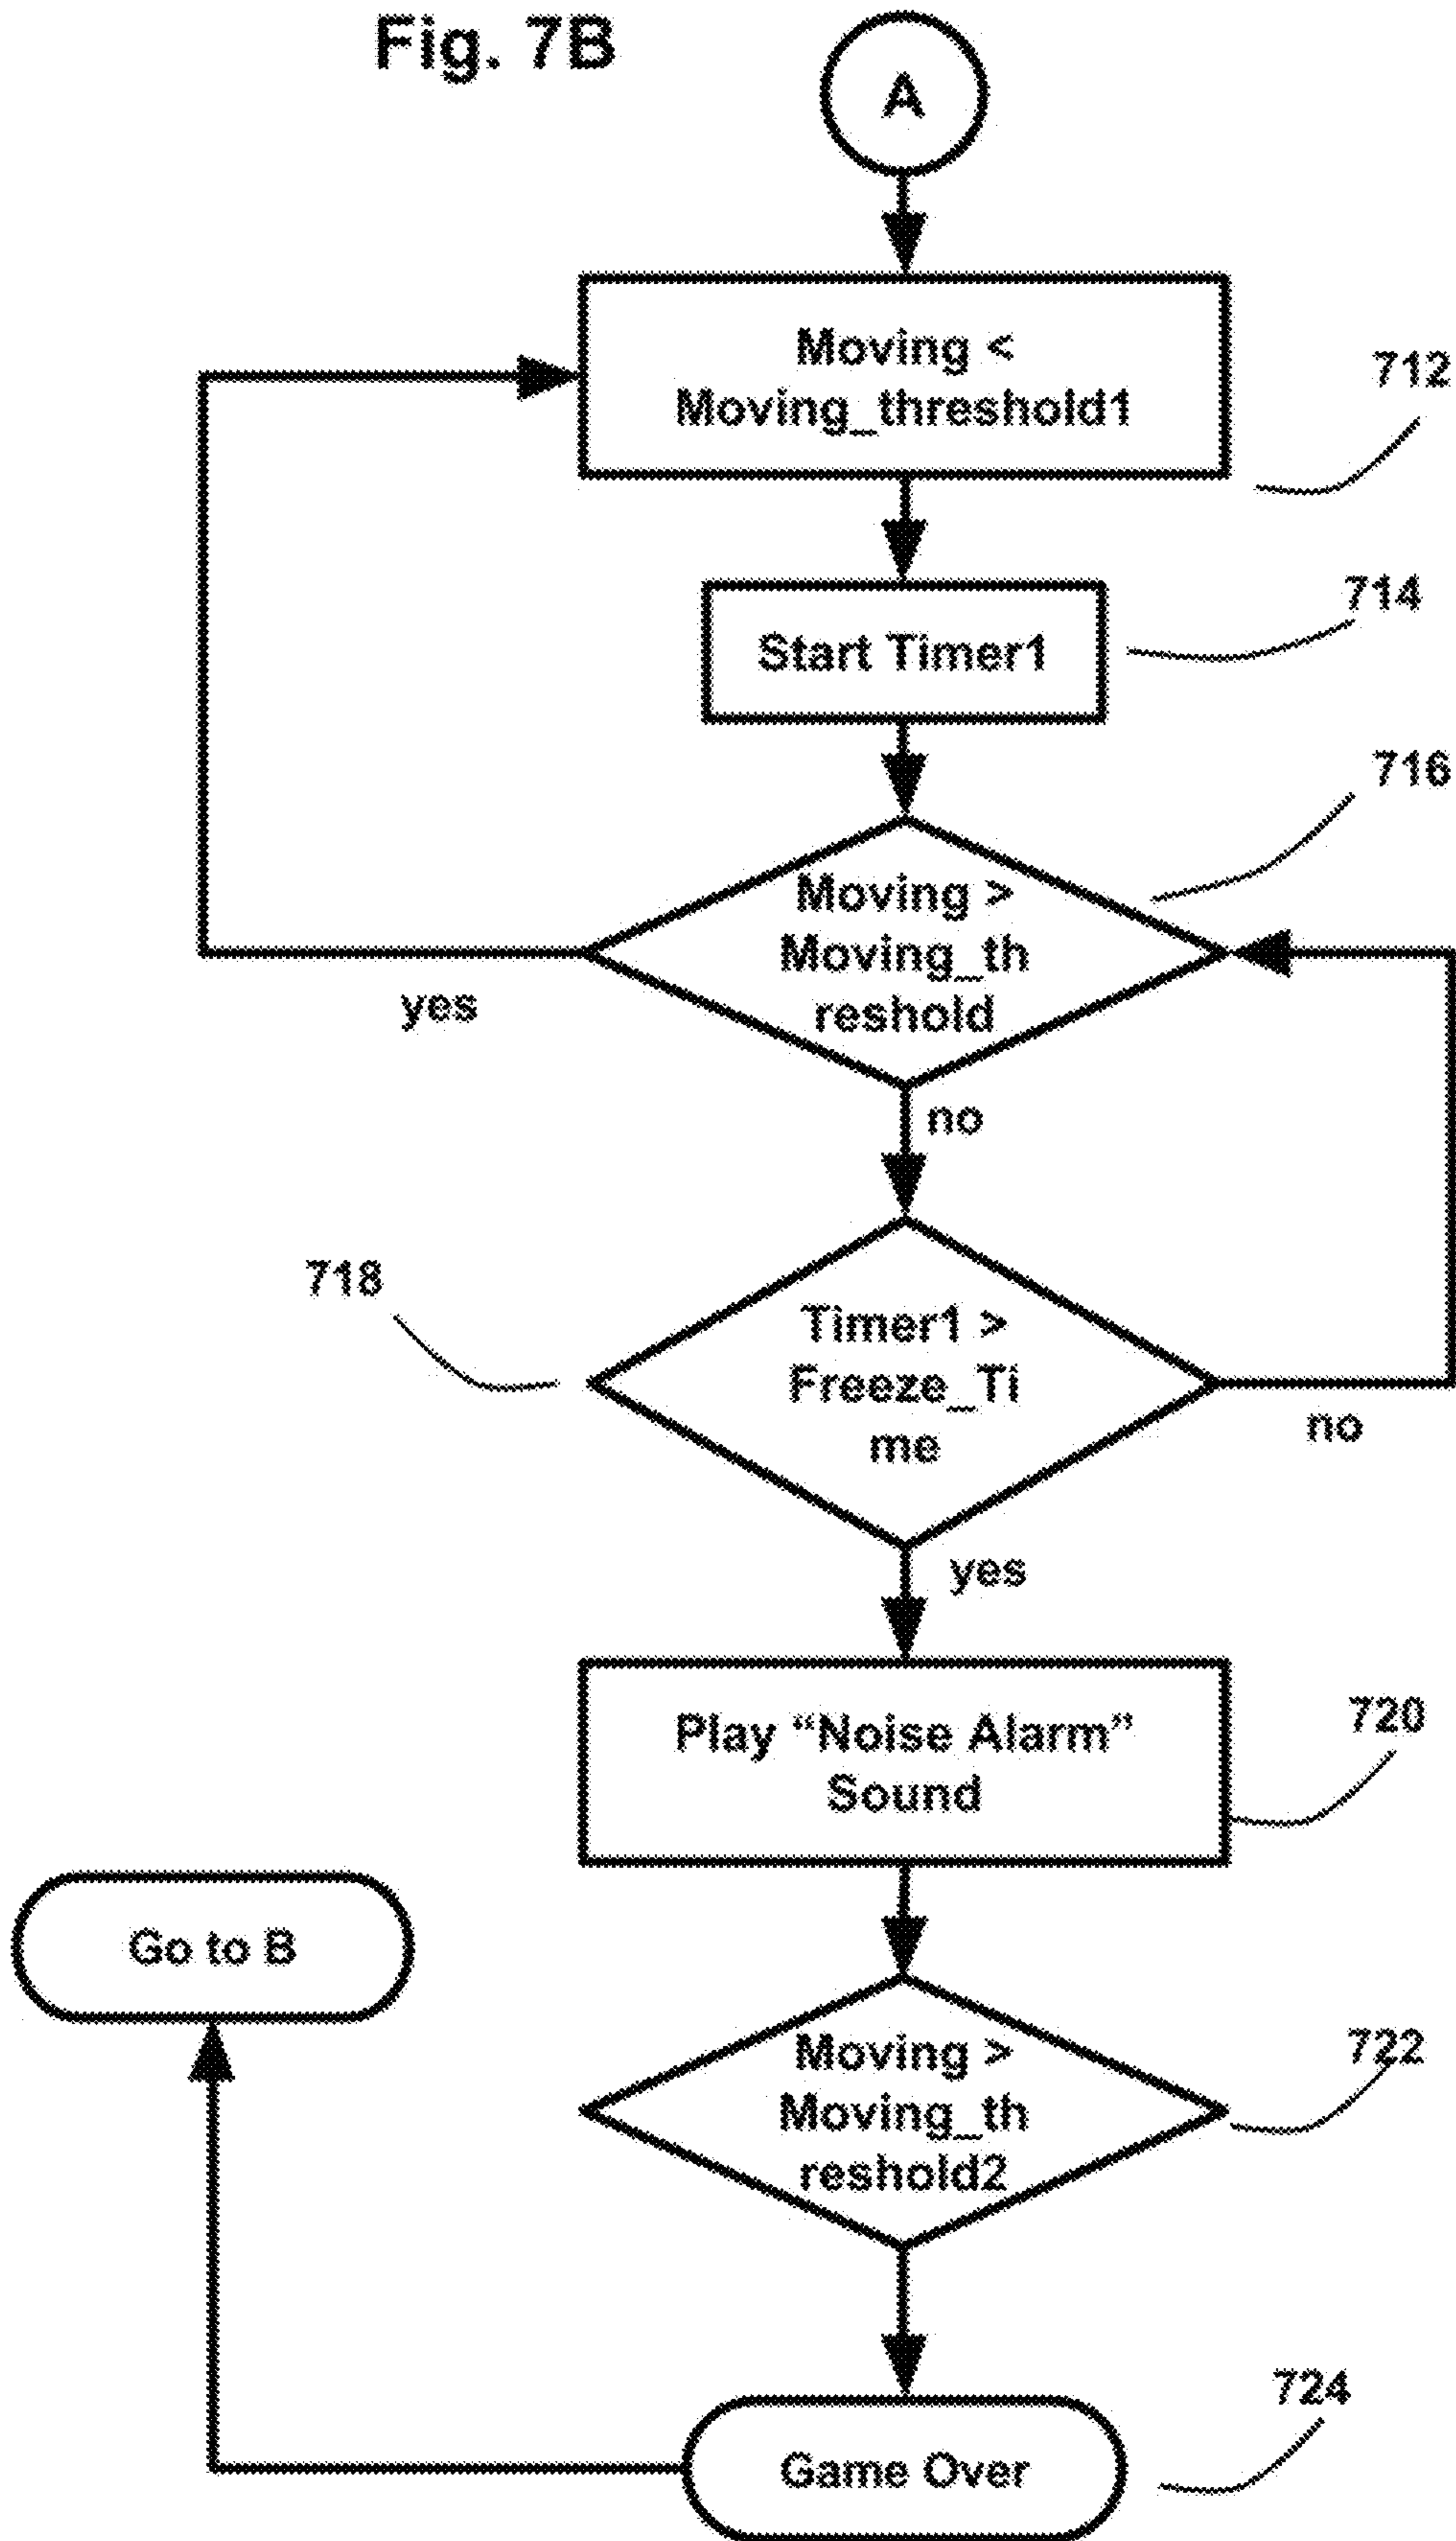 Fig. 7B
A
Moving <
Moving_threshold1
712
Start Timer1
714
716
Moving >
Moving_th
reshold
yes
no
718
Timer1 >
Freeze_Ti
me
no
yes
Play “Noise Alarm”
Sound
720
Go to B
Moving >
Moving_th
reshold2
722
Game Over
724